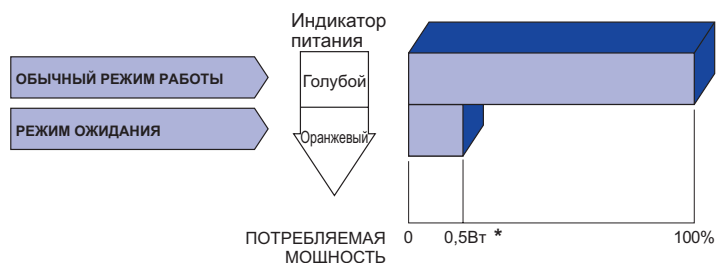 Индикатор
питания
ОБЫЧНЫЙ РЕЖИМ РАБОТЫ
Голубой
РЕЖИМ ОЖИДАНИЯ
Оранжевый
ПОТРЕБЛЯЕМАЯ
МОЩНОСТЬ
0 0,5Вт * 100%